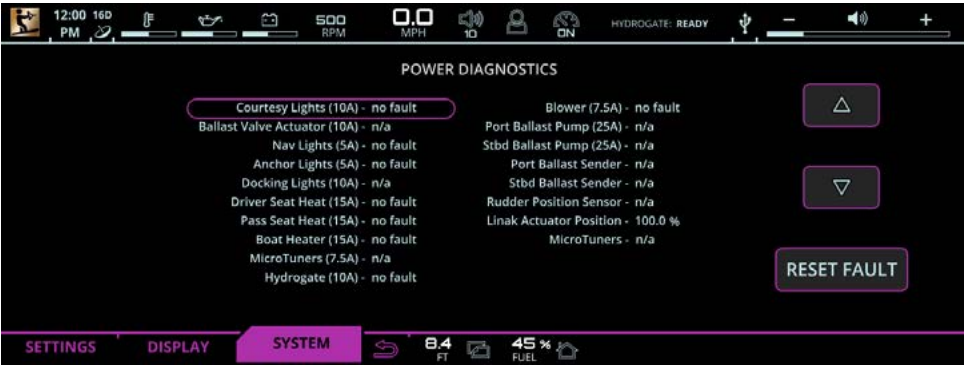 12:00 16D
PM
500
RPM
0.0
MPH
10
ON
HYDROGATE: READY
POWER DIAGNOSTICS
Courtesy Lights (10A) - no fault
Ballast Valve Actuator (10A) - n/a
Nav Lights (5A) - no fault
Anchor Lights (5A) - no fault
Docking Lights (10A) - n/a
Driver Seat Heat (15A) - no fault
Pass Seat Heat (15A) - no fault
Boat Heater (15A) - no fault
MicroTuners (7.5A) - n/a
Hydrogate (10A) - no fault
Blower (7.5A) - no fault
Port Ballast Pump (25A) - n/a
Stbd Ballast Pump (25A) - n/a
Port Ballast Sender - n/a
Stbd Ballast Sender - n/a
Rudder Position Sensor - n/a
Linak Actuator Position - 100.0 %
MicroTuners - n/a
RESET FAULT
SETTINGS
DISPLAY
SYSTEM
8.4
FT
45 %
FUEL